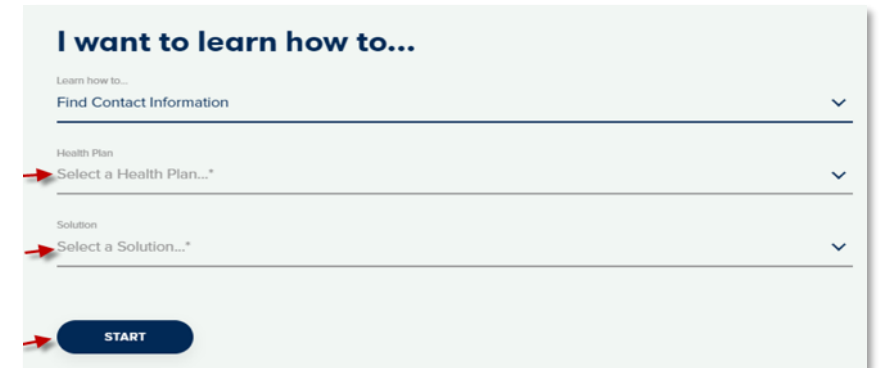 I want to learn how to...
Learn how to...
Find Contact Information
Health Plan
Select a Health Plan...*
Solution
Select a Solution...*
START